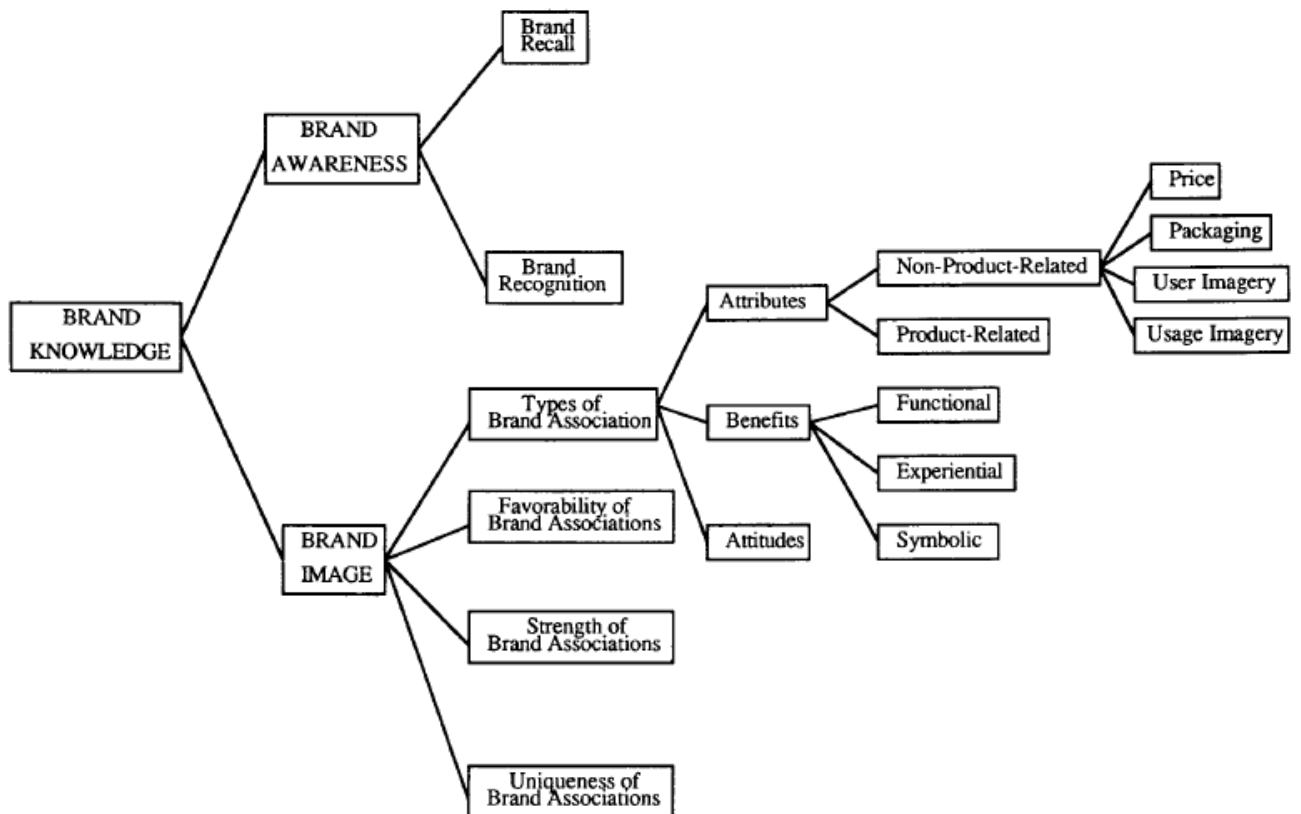 Brand
Recall
BRAND
AWARENESS
Brand
Recognition
BRAND
KNOWLEDGE
BRAND
IMAGE
Types of
Brand Association
Favorability of
Brand Associations
Strength of
Brand Associations
Uniqueness of
Brand Associations
Attributes
Benefits
Attitudes
Non-Product-Related
Product-Related
Functional
Experiential
Symbolic
Price
Packaging
User Imagery
Usage Imagery